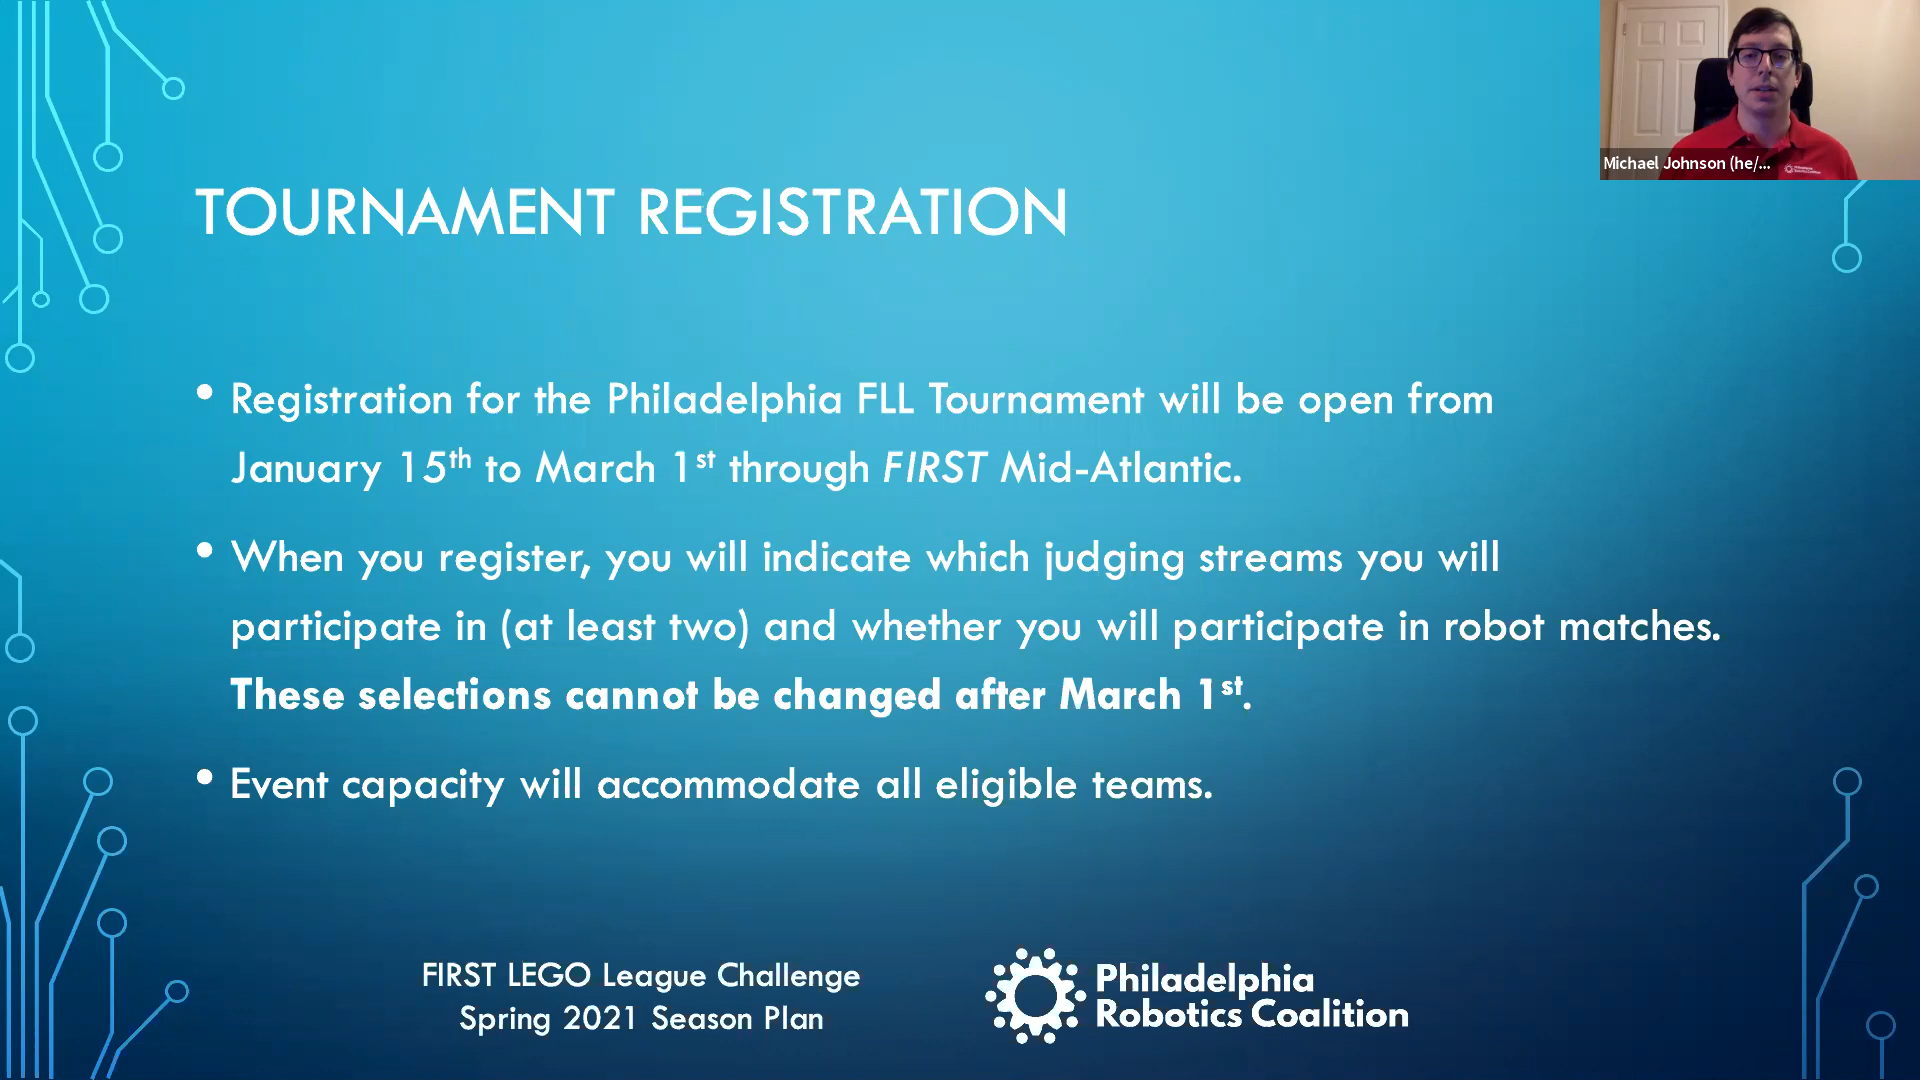 Michael Johnson (he/...
TOURNAMENT REGISTRATION
• Registration for the Philadelphia FLL Tournament will be open from
January 15th to March 1st through FIRST Mid-Atlantic.
• When you register, you will indicate which judging streams you will
participate in (at least two) and whether you will participate in robot matches.
These selections cannot be changed after March 1st.
• Event capacity will accommodate all eligible teams.
FIRST LEGO League Challenge
Spring 2021 Season Plan
Philadelphia
Robotics Coalition